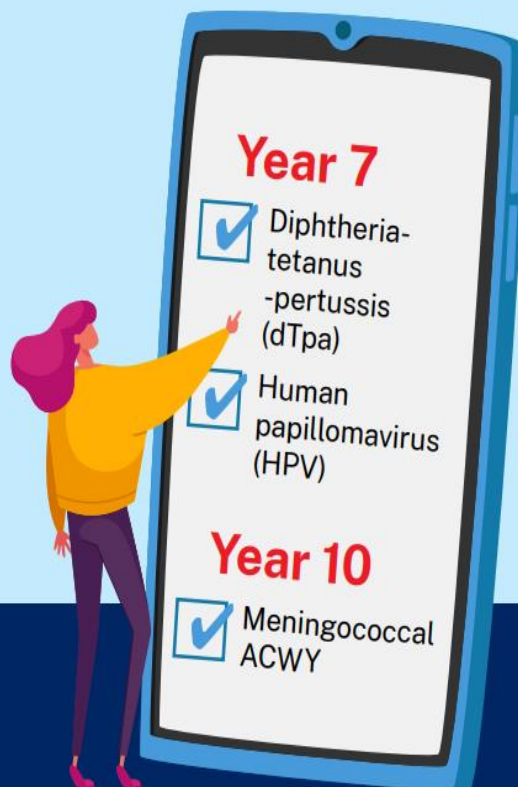 Year 7
Diphtheria-
tetanus
-pertussis
(dTpa)
Human
papillomavirus
(HPV)
Year 10
Meningococcal
ACWY